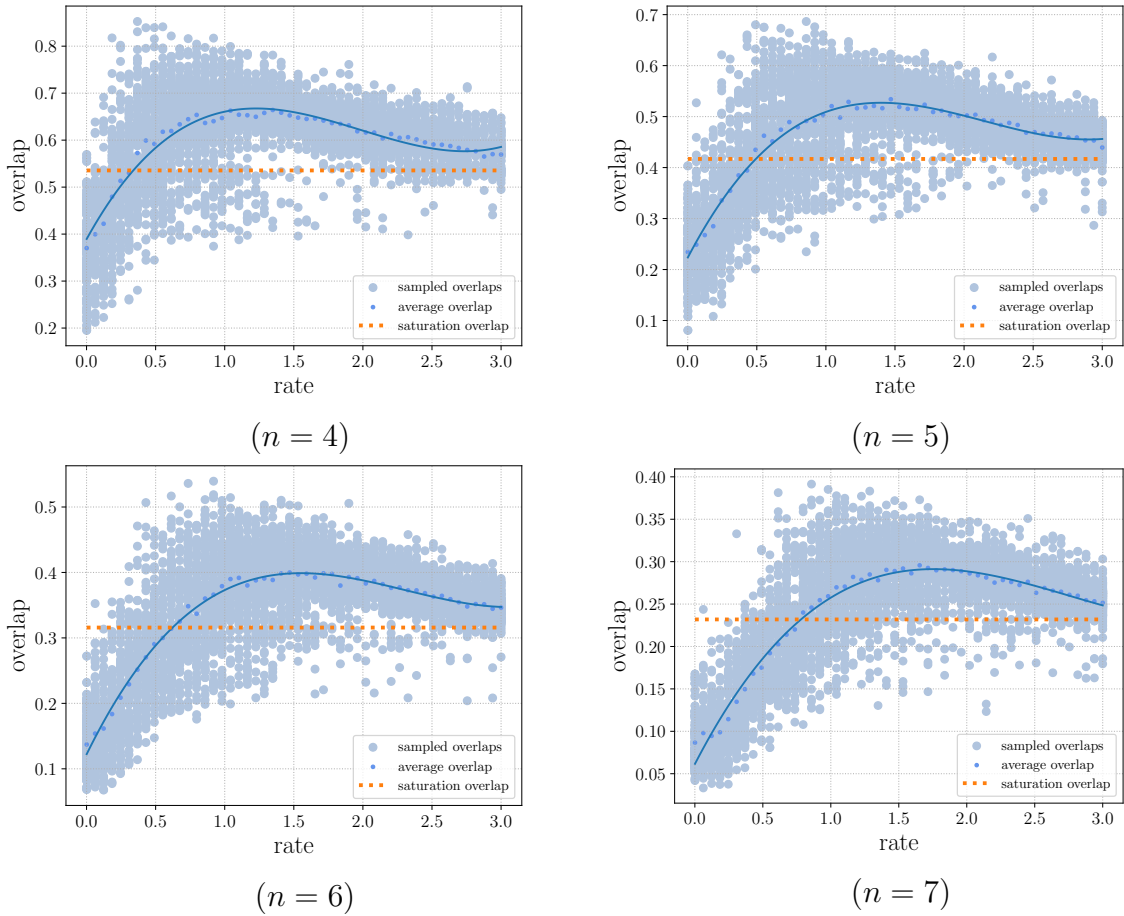 0.8
0.7
0.6
0.5
0.4
0.3
0.2
overlap
0.0 0.5 1.0 1.5 2.0 2.5 3.0
rate
sampled overlaps
average overlap
saturation overlap
(n = 4)
0.7
0.6
0.5
0.4
0.3
0.2
0.1
overlap
0.0 0.5 1.0 1.5 2.0 2.5 3.0
rate
sampled overlaps
average overlap
saturation overlap
(n = 5)
0.5
0.4
0.3
0.2
0.1
overlap
0.0 0.5 1.0 1.5 2.0 2.5 3.0
rate
sampled overlaps
average overlap
saturation overlap
(n = 6)
0.40
0.35
0.30
0.25
0.20
0.15
0.10
0.05
overlap
0.0 0.5 1.0 1.5 2.0 2.5 3.0
rate
sampled overlaps
average overlap
saturation overlap
(n = 7)